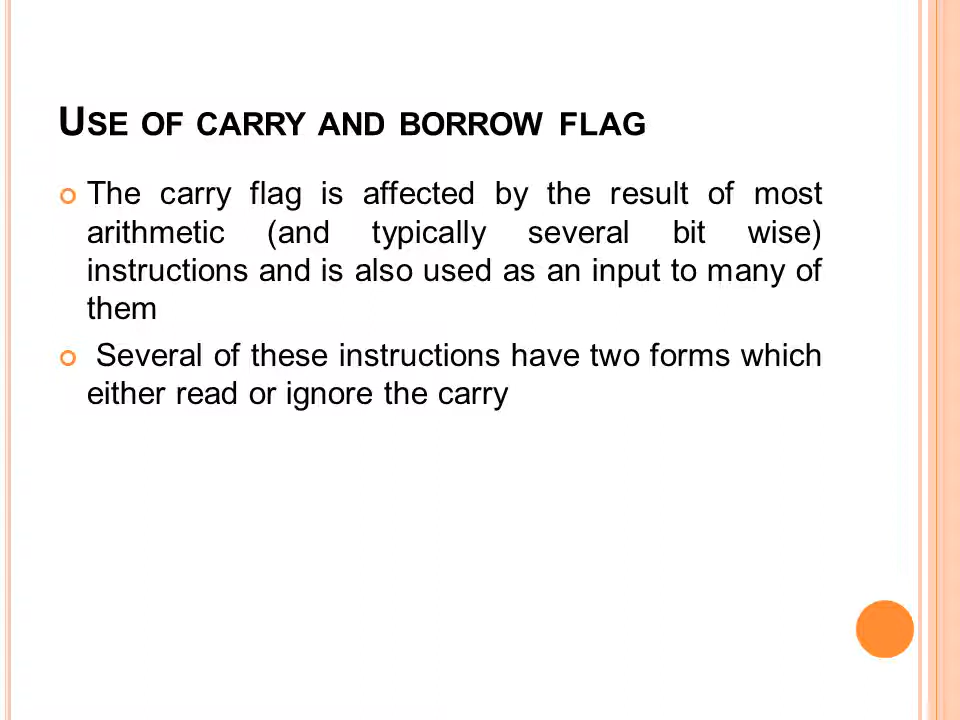 USE OF CARRY AND BORROW FLAG
The carry flag is affected by the result of most
arithmetic (and typically several bit wise)
instructions and is also used as an input to many of
them
Several of these instructions have two forms which
either read or ignore the carry